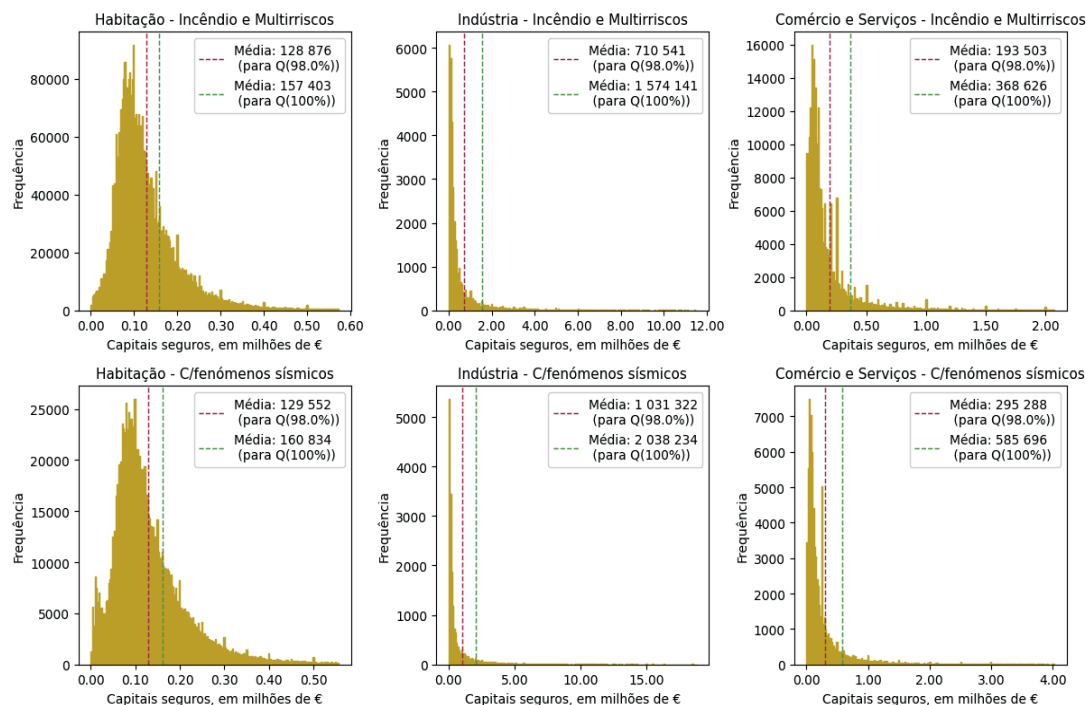 Habitação - Incêndio e Multirriscos
Média: 128 876
(para Q(98.0%))
Média: 157 403
(para Q(100%))
Frequência
80000
60000
40000
20000
0
0.00 0.10 0.20 0.30 0.40 0.50 0.60
Capitais seguros, em milhões de €
Indústria - Incêndio e Multirriscos
Média: 710 541
(para Q(98.0%))
Média: 1 574 141
(para Q(100%))
Frequência
6000
5000
4000
3000
2000
1000
0
0.00 2.00 4.00 6.00 8.00 10.00 12.00
Capitais seguros, em milhões de €
Comércio e Serviços - Incêndio e Multirriscos
Média: 193 503
(para Q(98.0%))
Média: 368 626
(para Q(100%))
Frequência
16000
14000
12000
10000
8000
6000
4000
2000
0
0.00 0.50 1.00 1.50 2.00
Capitais seguros, em milhões de €
Habitação - C/fenómenos sísmicos
Média: 129 552
(para Q(98.0%))
Média: 160 834
(para Q(100%))
Frequência
25000
20000
15000
10000
5000
0
0.00 0.10 0.20 0.30 0.40 0.50
Capitais seguros, em milhões de €
Indústria - C/fenómenos sísmicos
Média: 1 031 322
(para Q(98.0%))
Média: 2 038 234
(para Q(100%))
Frequência
5000
4000
3000
2000
1000
0
0.00 5.00 10.00 15.00
Capitais seguros, em milhões de €
Comércio e Serviços - C/fenómenos sísmicos
Média: 295 288
(para Q(98.0%))
Média: 585 696
(para Q(100%))
Frequência
7000
6000
5000
4000
3000
2000
1000
0
0.00 1.00 2.00 3.00 4.00
Capitais seguros, em milhões de €